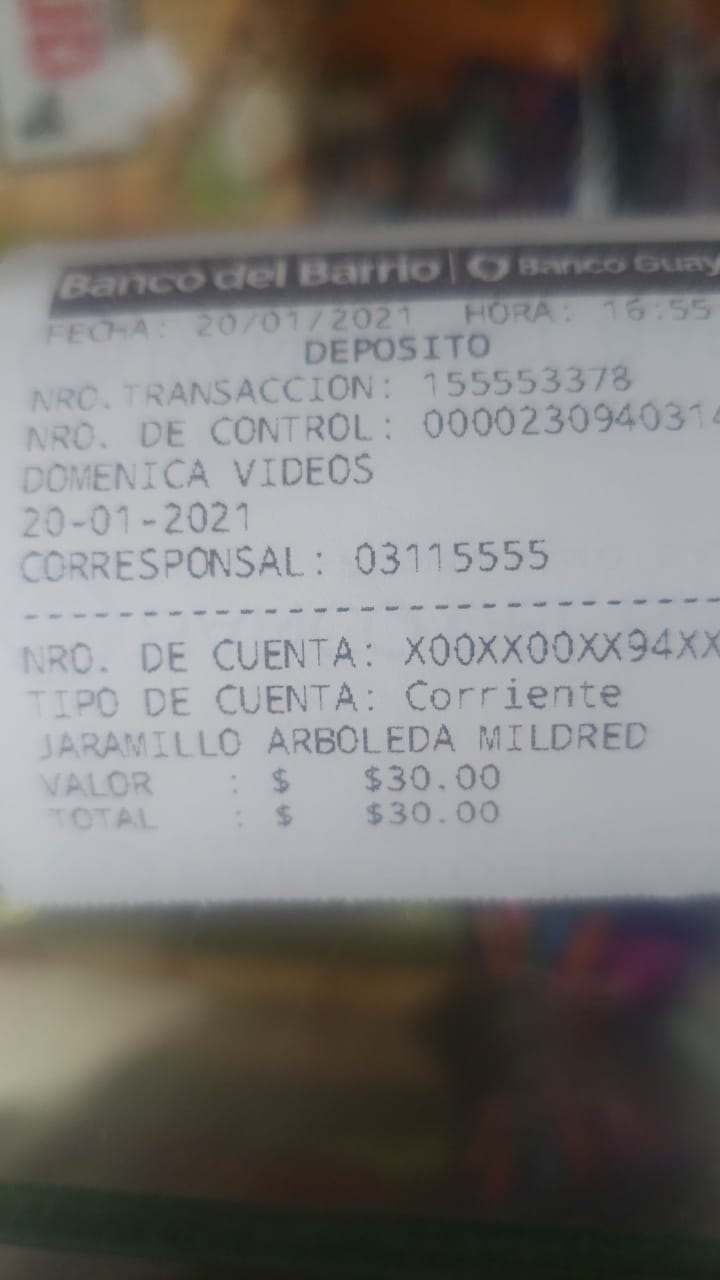 Banco del Barrio | Banco Guay
FECHA: 20/01/2021 HORA: 16:55
DEPOSITO
NRO. TRANSACCION: 155553378
NRO. DE CONTROL: 0000230940314
DOMENICA VIDEOS
20-01-2021
CORRESPONSAL: 03115555
NRO. DE CUENTA: X00XX00XX94XX
TIPO DE CUENTA: Corriente
JARAMILLO ARBOLEDA MILDRED
VALOR : $ $30.00
TOTAL : $ $30.00